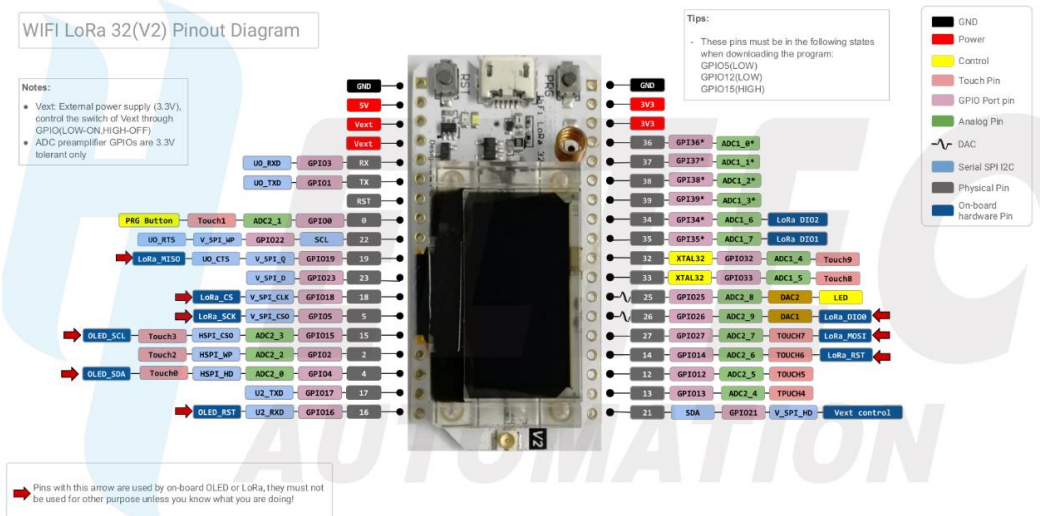 WIFI LoRa 32(V2) Pinout Diagram
Tips:
- These pins must be in the following states
when downloading the program:
GPIO5(LOW)
GPIO12(LOW)
GPIO15(HIGH)
GND
Power
Control
Touch Pin
GPIO Port pin
Analog Pin
DAC
Serial SPI I2C
Physical Pin
On-board
hardware Pin
Notes:
• Vext: External power supply (3.3V),
control the switch of Vext through
GPIO(LOW-ON,HIGH-OFF)
• ADC preamplifier GPIOs are 3.3V
tolerant only
GND
5V
Vext
Vext
UO_RXD GPIO3 RX
UO_TXD GPIO1 TX
RST
PRG Button Touch1 ADC2_1 GPIO0 0
UO_RTS V_SPI_WP GPIO22 SCL 22
LoRa_MISO UO_CTS V_SPI_Q GPIO19 19
V_SPI_D GPIO23 23
LoRa_CS V_SPI_CLK GPIO18 18
LoRa_SCK V_SPI_CSO GPIO5 5
OLED_SCL Touch3 HSPI_CSO ADC2_3 GPIO15 15
Touch2 HSPI_WP ADC2_2 GPIO2 2
OLED_SDA Touch0 HSPI_HD ADC2_0 GPIO4 4
U2_TXD GPIO17 17
OLED_RST U2_RXD GPIO16 16
RST
PRG
WiFi LoRa 32
V2
GND
3V3
3V3
36 GPI36* ADC1_0*
37 GPI37* ADC1_1*
38 GPI38* ADC1_2*
39 GPI39* ADC1_3*
34 GPI34* ADC1_6 LoRa DIO2
35 GPI35* ADC1_7 LoRa DIO1
32 XTAL32 GPIO32 ADC1_4 Touch9
33 XTAL32 GPIO33 ADC1_5 Touch8
25 GPIO25 ADC2_8 DAC2 LED
26 GPIO26 ADC2_9 DAC1 LoRa_DIO0
27 GPIO27 ADC2_7 TOUCH7 LoRa_MOSI
14 GPIO14 ADC2_6 TOUCH6 LoRa_RST
12 GPIO12 ADC2_5 TOUCH5
13 GPIO13 ADC2_4 TPUCH4
21 SDA GPIO21 V_SPI_HD Vext control
AUTOMATION
Pins with this arrow are used by on-board OLED or LoRa, they must not
be used for other purpose unless you know what you are doing!